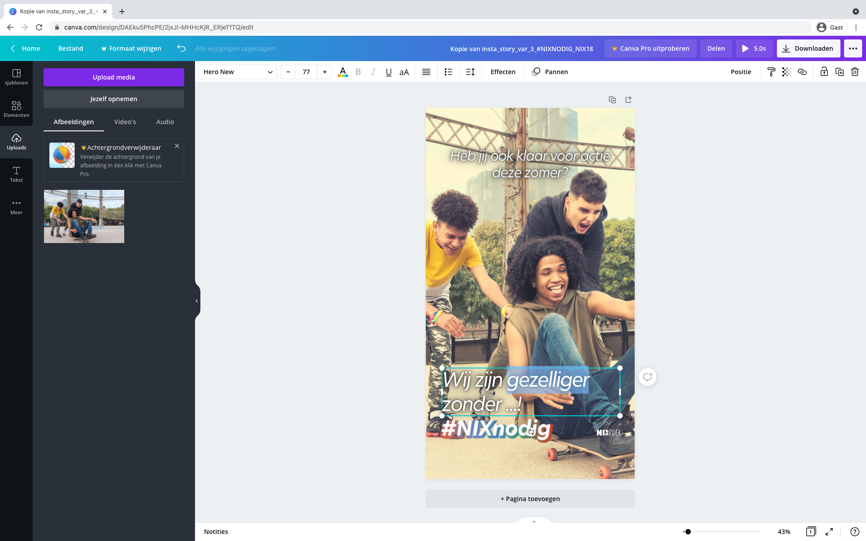 Kopie van insta_story_var_3_
Gast
canva.com/design/DAEku5PhcPE/2jxJI-MHHcKJR_ERjeTfTQ/edit
Home
Bestand
Formaat wijzigen
Alle wijzigingen opgeslagen
Kopie van insta_story_var_3_#NIXNODIG_NIX18
Canva Pro uitproberen
Delen
5.0s
Downloaden
Hero New
77
B
I
U
aA
Effecten
Pannen
Positie
sjablonen
Elementen
Uploads
Tekst
Meer
Upload media
Jezelf opnemen
Afbeeldingen
Video's
Audio
Achtergrondverwijderaar
Verwijder de achtergrond van je
afbeelding in één klik met Canva
Pro.
Heb jij ook klaar voor actie
deze zomer?
Wij zijn gezelliger
zonder ...!
#NIXnodig
+ Pagina toevoegen
Notities
43%
1